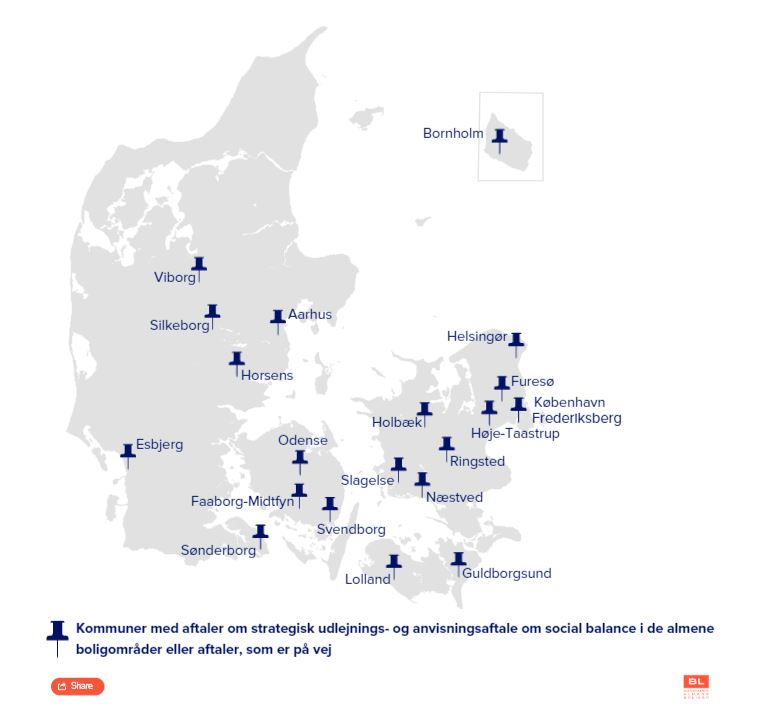 Bornholm
Viborg
Silkeborg
Aarhus
Helsingør
Horsens
Furesø
København
Frederiksberg
Holbæk
Høje-Taastrup
Esbjerg
Odense
Ringsted
Slagelse
Faaborg-Midtfyn
Næstved
Svendborg
Sønderborg
Lolland
Guldborgsund
Kommuner med aftaler om strategisk udlejnings- og anvisningsaftale om social balance i de almene
boligområder eller aftaler, som er på vej
Share
BL